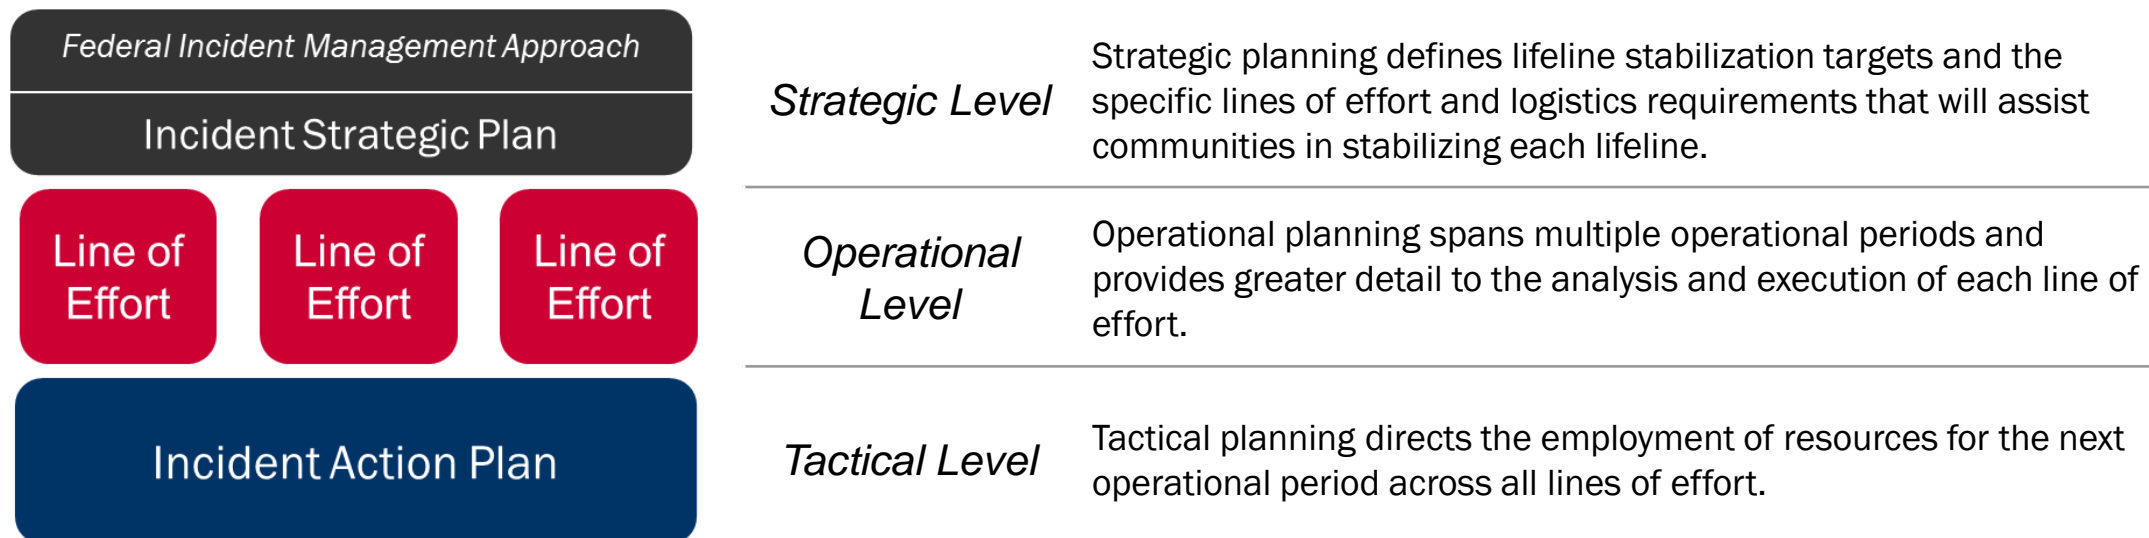 Federal Incident Management Approach
Incident Strategic Plan
Strategic Level
Strategic planning defines lifeline stabilization targets and the
specific lines of effort and logistics requirements that will assist
communities in stabilizing each lifeline.
Line of
Effort
Line of
Effort
Line of
Effort
Operational
Level
Operational planning spans multiple operational periods and
provides greater detail to the analysis and execution of each line of
effort.
Incident Action Plan
Tactical Level
Tactical planning directs the employment of resources for the next
operational period across all lines of effort.